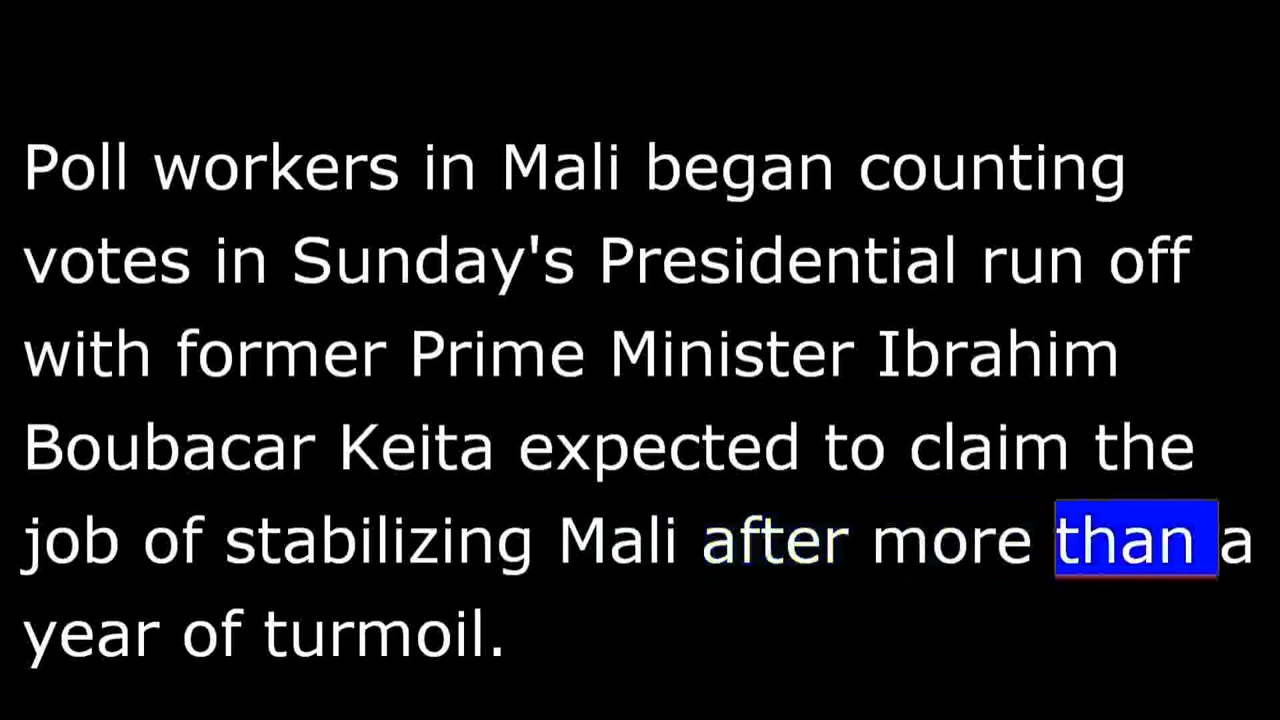 Poll workers in Mali began counting
votes in Sunday's Presidential run off
with former Prime Minister Ibrahim
Boubacar Keita expected to claim the
job of stabilizing Mali after more than a
year of turmoil.